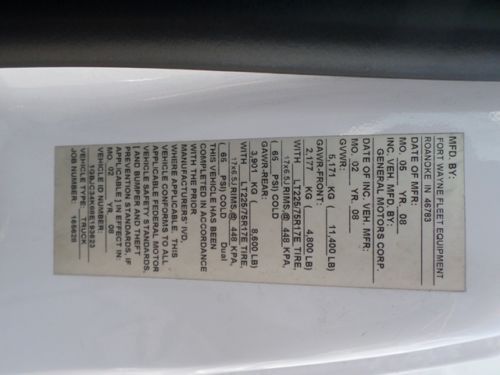 MFD. BY:
FORT WAYNE FLEET EQUIPMENT
ROANOKE IN 46783
DATE OF MFR:
MO. 05 YR. 08
INC. VEH. MFD. BY:
GENERAL MOTORS CORP.
DATE OF INC. VEH. MFR:
MO. 02 YR. 08
GVWR:
5,171 KG ( 11,400 LB)
GAWR-FRONT:
2,177 KG ( 4,800 LB)
WITH LT225/75R17E TIRE,
17x6.5J RIMS @ 448 KPA,
( 65 PSI) COLD
GAWR-REAR:
3,901 KG ( 8,600 LB)
WITH LT225/75R17E TIRE,
17x6.5J RIMS @ 448 KPA,
( 65 PSI) COLD Dual
THIS VEHICLE HAS BEEN
COMPLETED IN ACCORDANCE
WITH THE PRIOR
MANUFACTURERS' IVD,
WHERE APPLICABLE. THIS
VEHICLE CONFORMS TO ALL
APPLICABLE FEDERAL MOTOR
VEHICLE SAFETY STANDARDS,
[ AND BUMPER AND THEFT
PREVENTION STANDARDS, IF
APPLICABLE ] IN EFFECT IN:
MO. 02 YR. 08
VEHICLE ID NUMBER:
VEHICLE TYPE: TRUCK
JOB NUMBER: